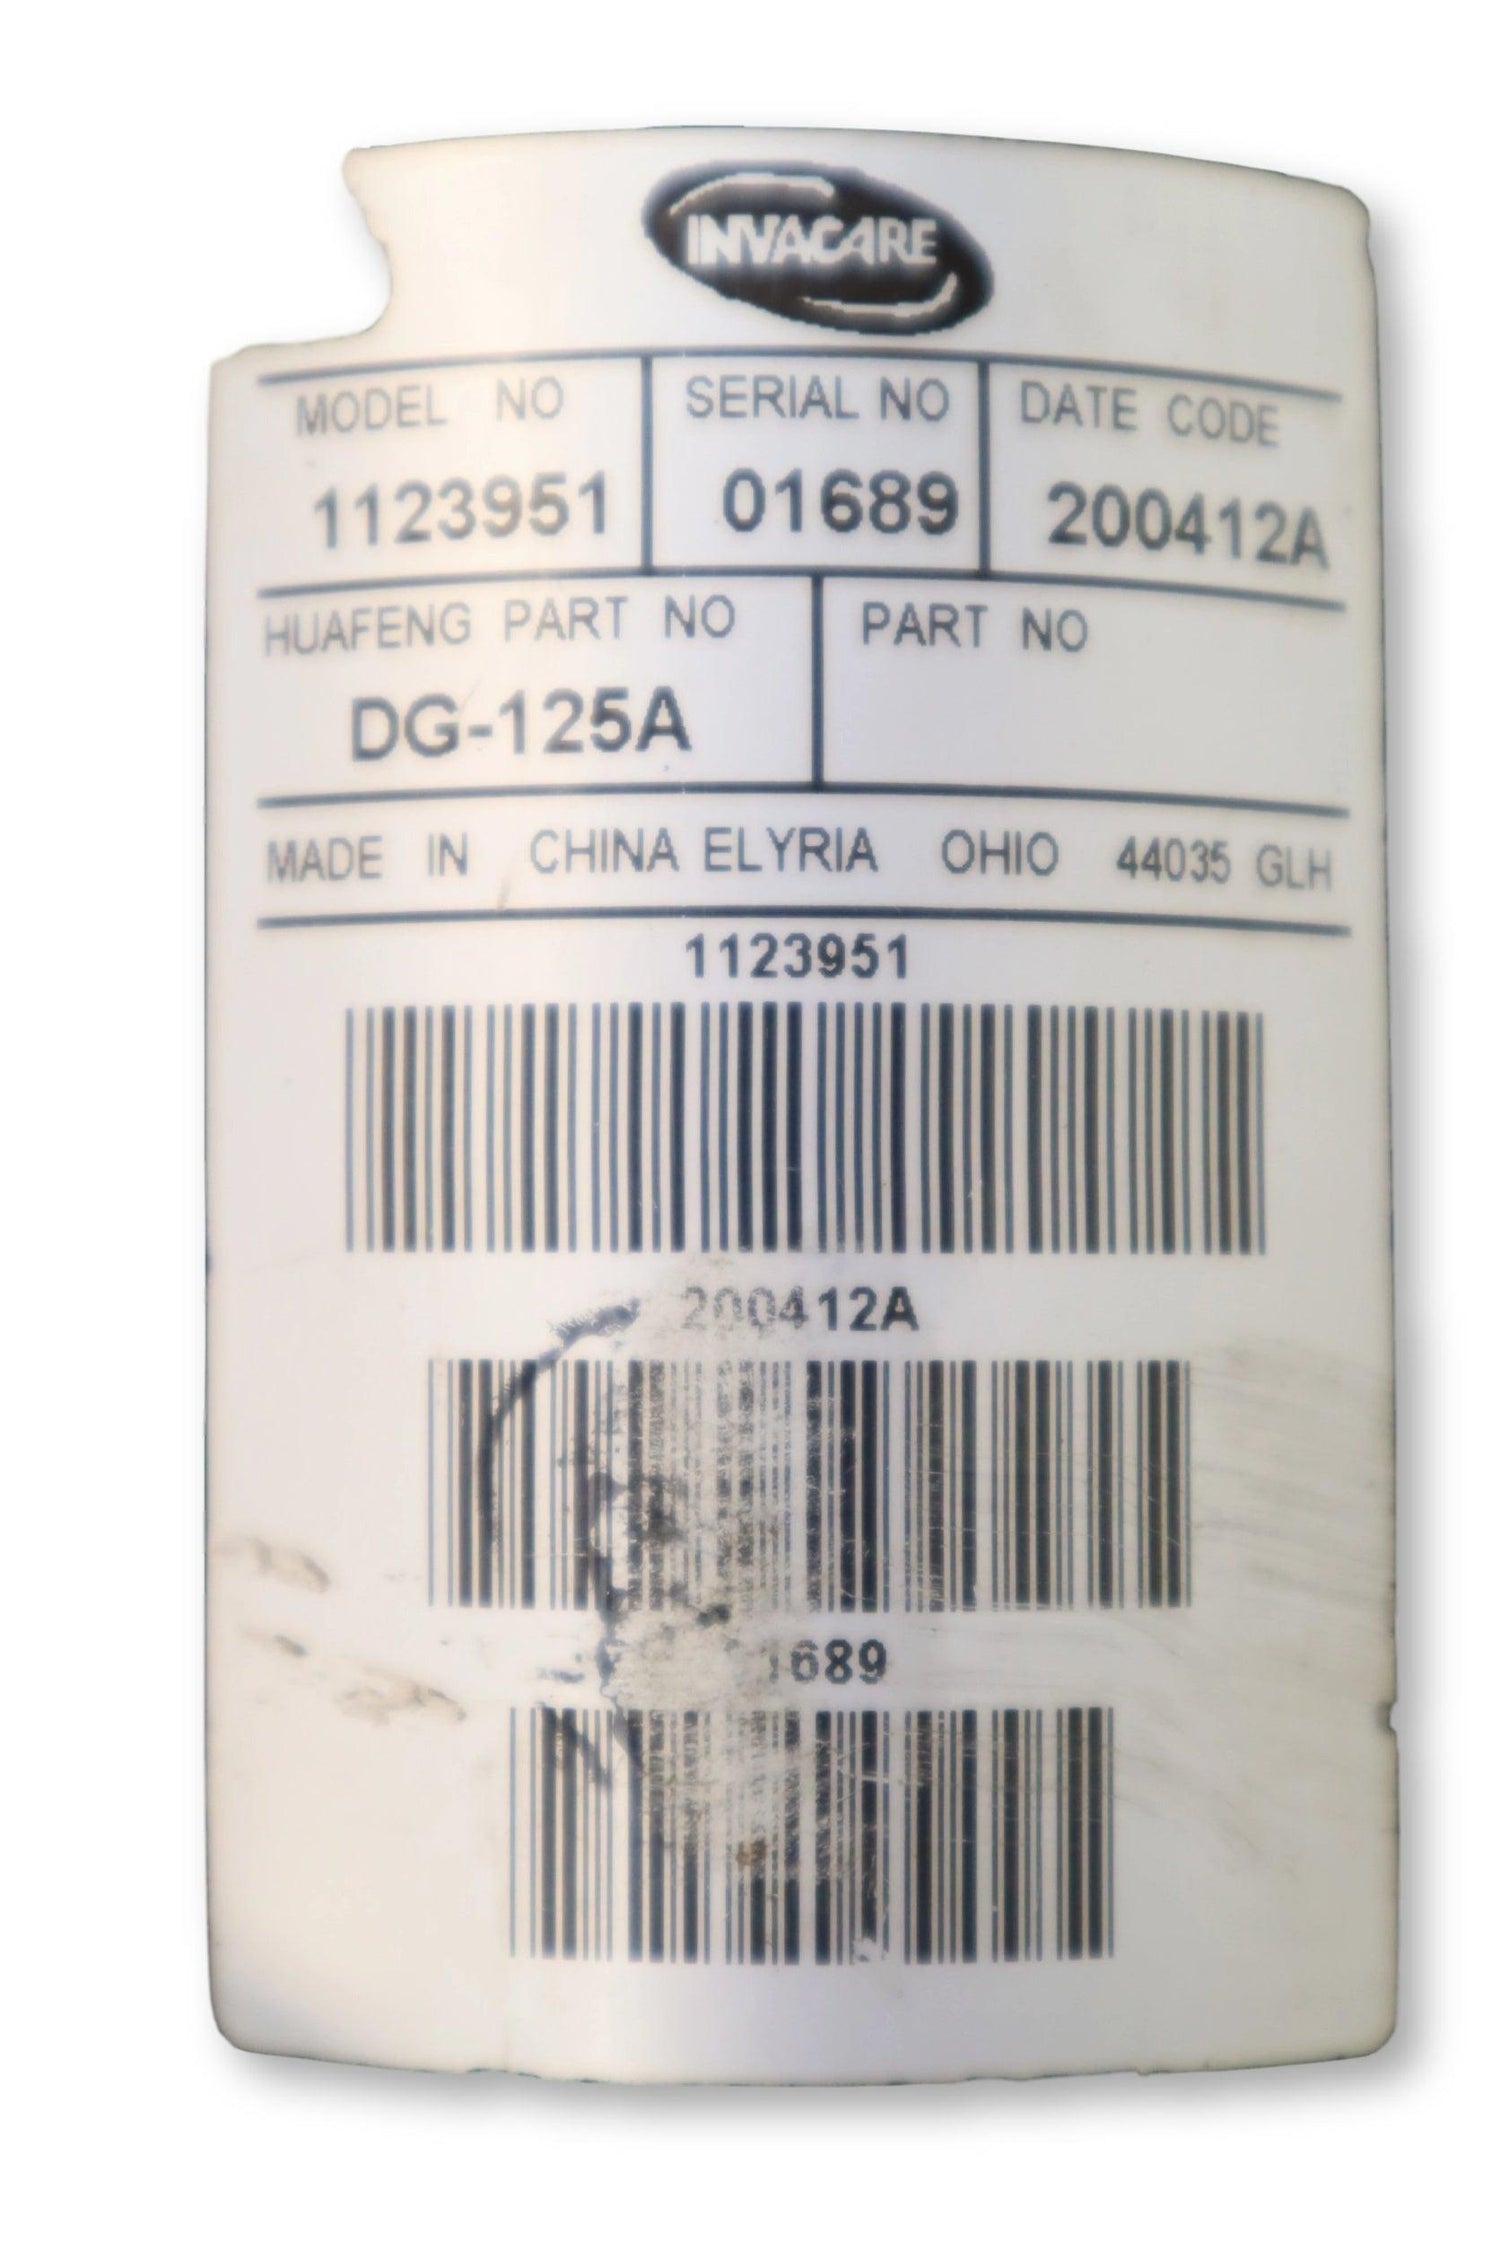 INVACARE
MODEL NO SERIAL NO DATE CODE
1123951 01689 200412A
HUAFENG PART NO PART NO
DG-125A
MADE IN CHINA ELYRIA OHIO 44035 GLH
1123951
200412A
1689